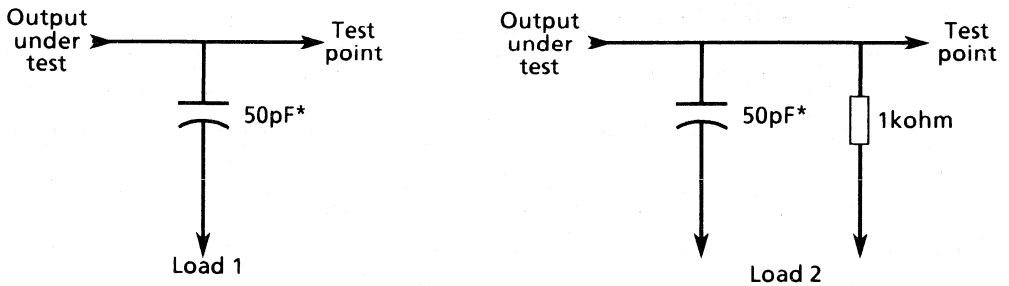 Output
under
test
Test
point
50pF*
Load 1
Output
under
test
Test
point
50pF*
1kohm
Load 2